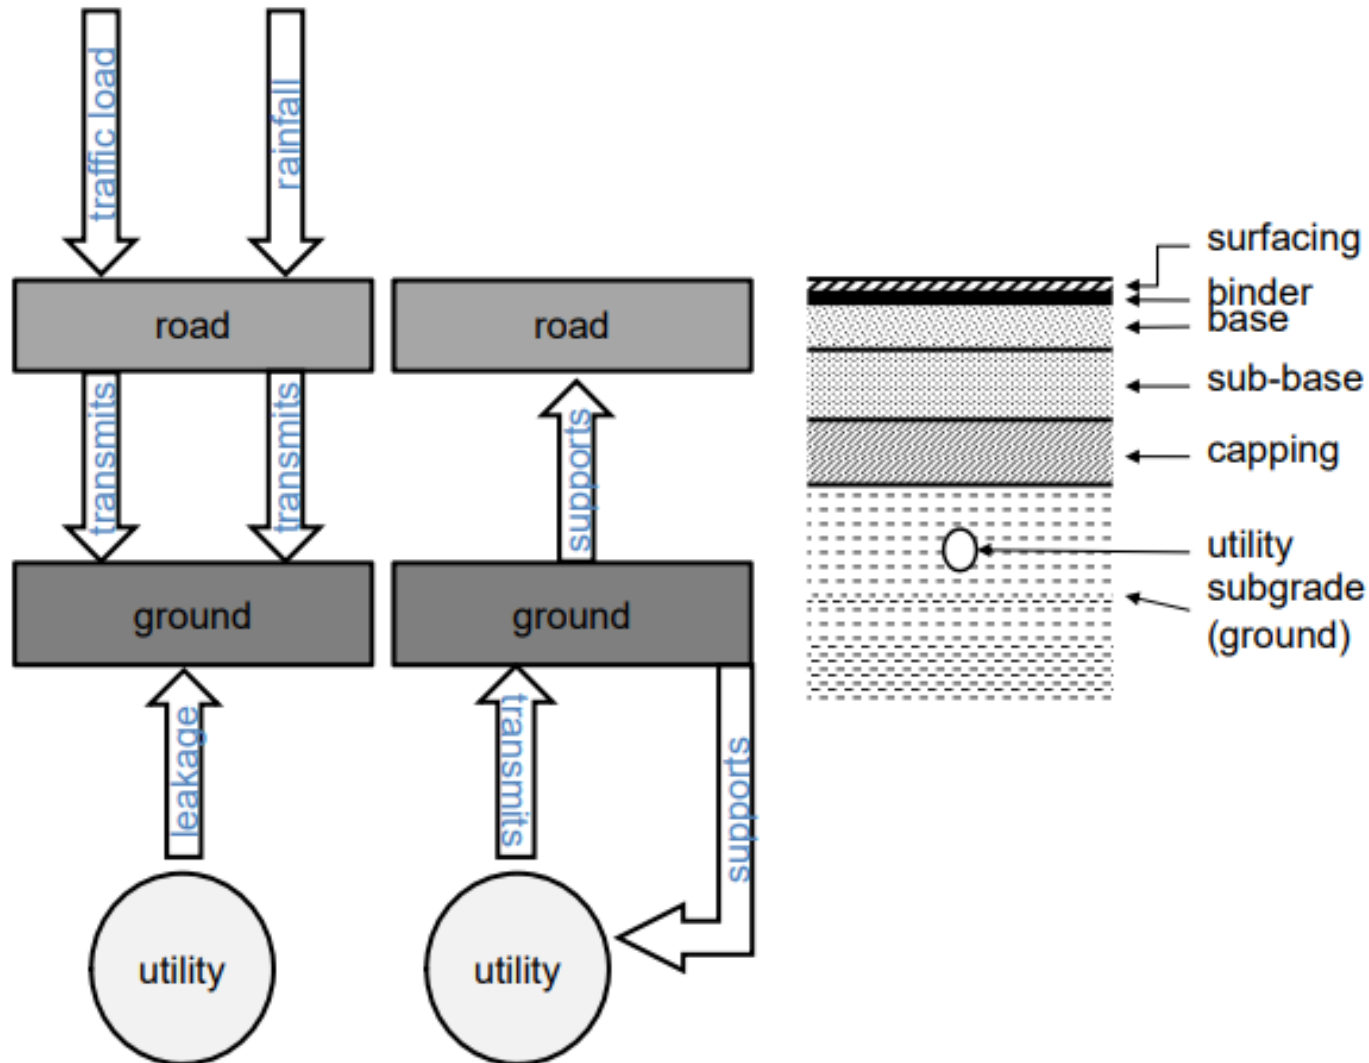 traffic load
rainfall
road
road
transmits
transmits
supports
ground
ground
leakage
transmits
supports
utility
utility
surfacing
binder
base
sub-base
capping
utility
subgrade
(ground)